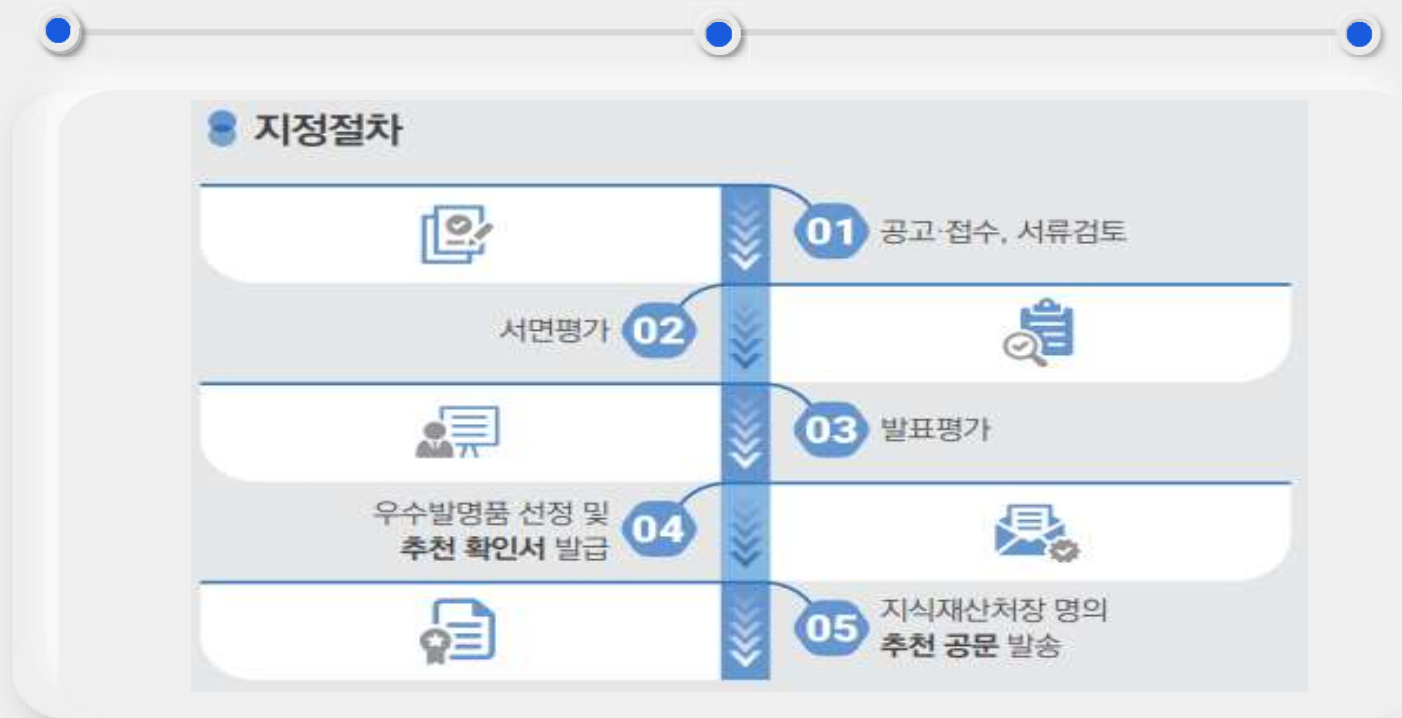 지정절차
01 공고·접수, 서류검토
서면평가 02
03 발표평가
우수발명품 선정 및
추천 확인서 발급 04
05 지식재산처장 명의
추천 공문 발송